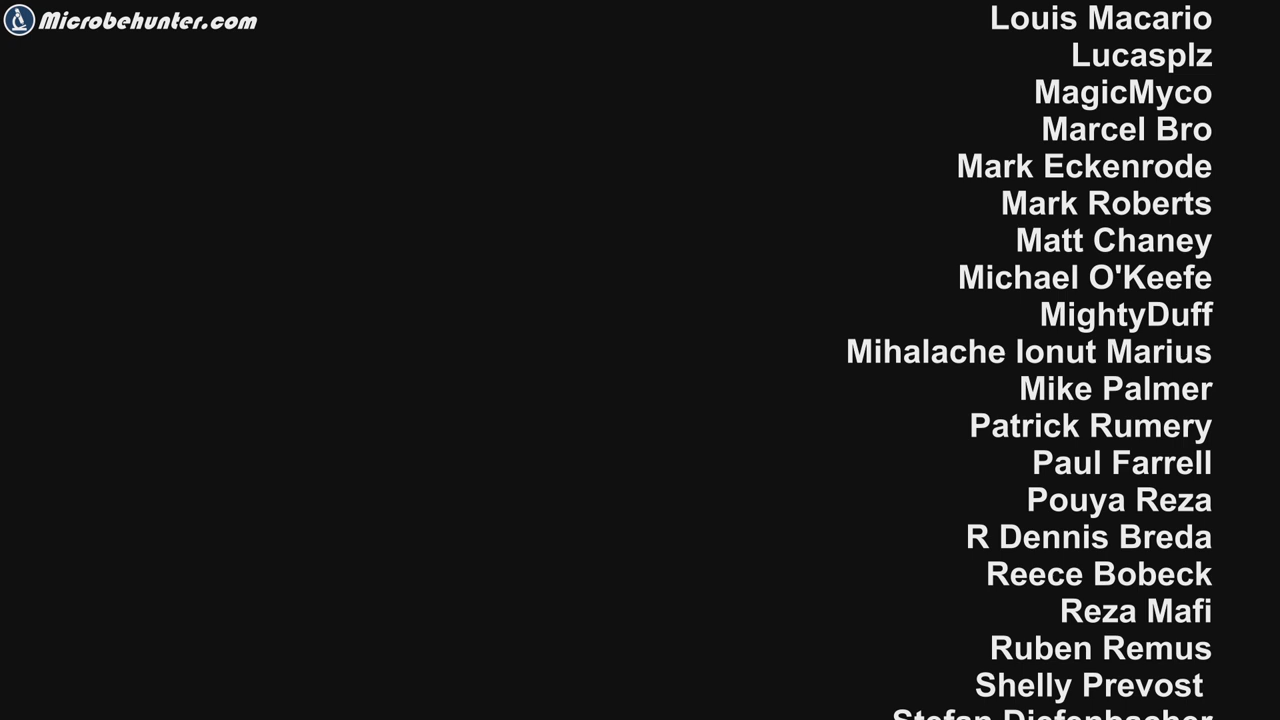 Microbehunter.com
Louis Macario
Lucasplz
MagicMyco
Marcel Bro
Mark Eckenrode
Mark Roberts
Matt Chaney
Michael O'Keefe
MightyDuff
Mihalache Ionut Marius
Mike Palmer
Patrick Rumery
Paul Farrell
Pouya Reza
R Dennis Breda
Reece Bobeck
Reza Mafi
Ruben Remus
Shelly Prevost
Stefan Diefenbacher